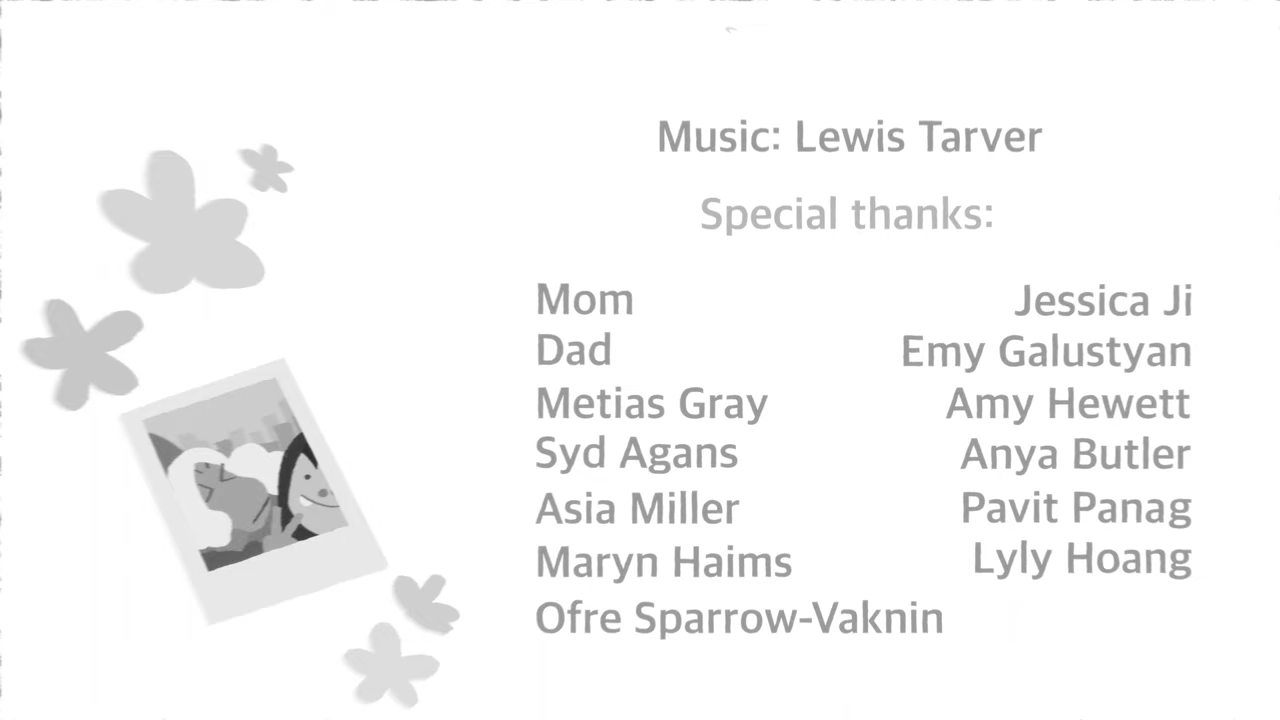 Music: Lewis Tarver
Special thanks:
Mom
Dad
Metias Gray
Syd Agans
Asia Miller
Maryn Haims
Ofre Sparrow-Vaknin
Jessica Ji
Emy Galustyan
Amy Hewett
Anya Butler
Pavit Panag
Lyly Hoang